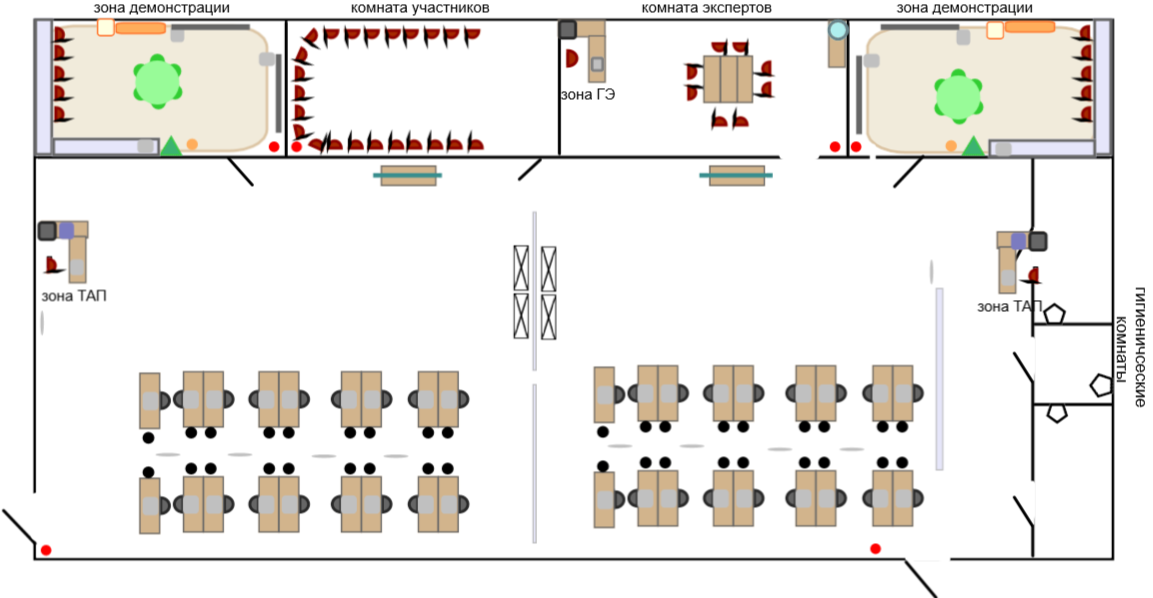 зона демонстрации
комната участников
комната экспертов
зона демонстрации
зона ГЭ
зона ТАП
зона ТАП
гигиенические
комнаты